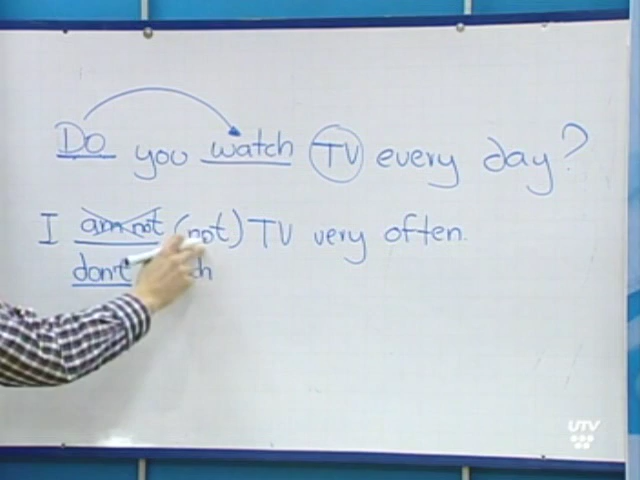 Do you watch TV every day?
I am not (not) TV very often.
don't
UTV